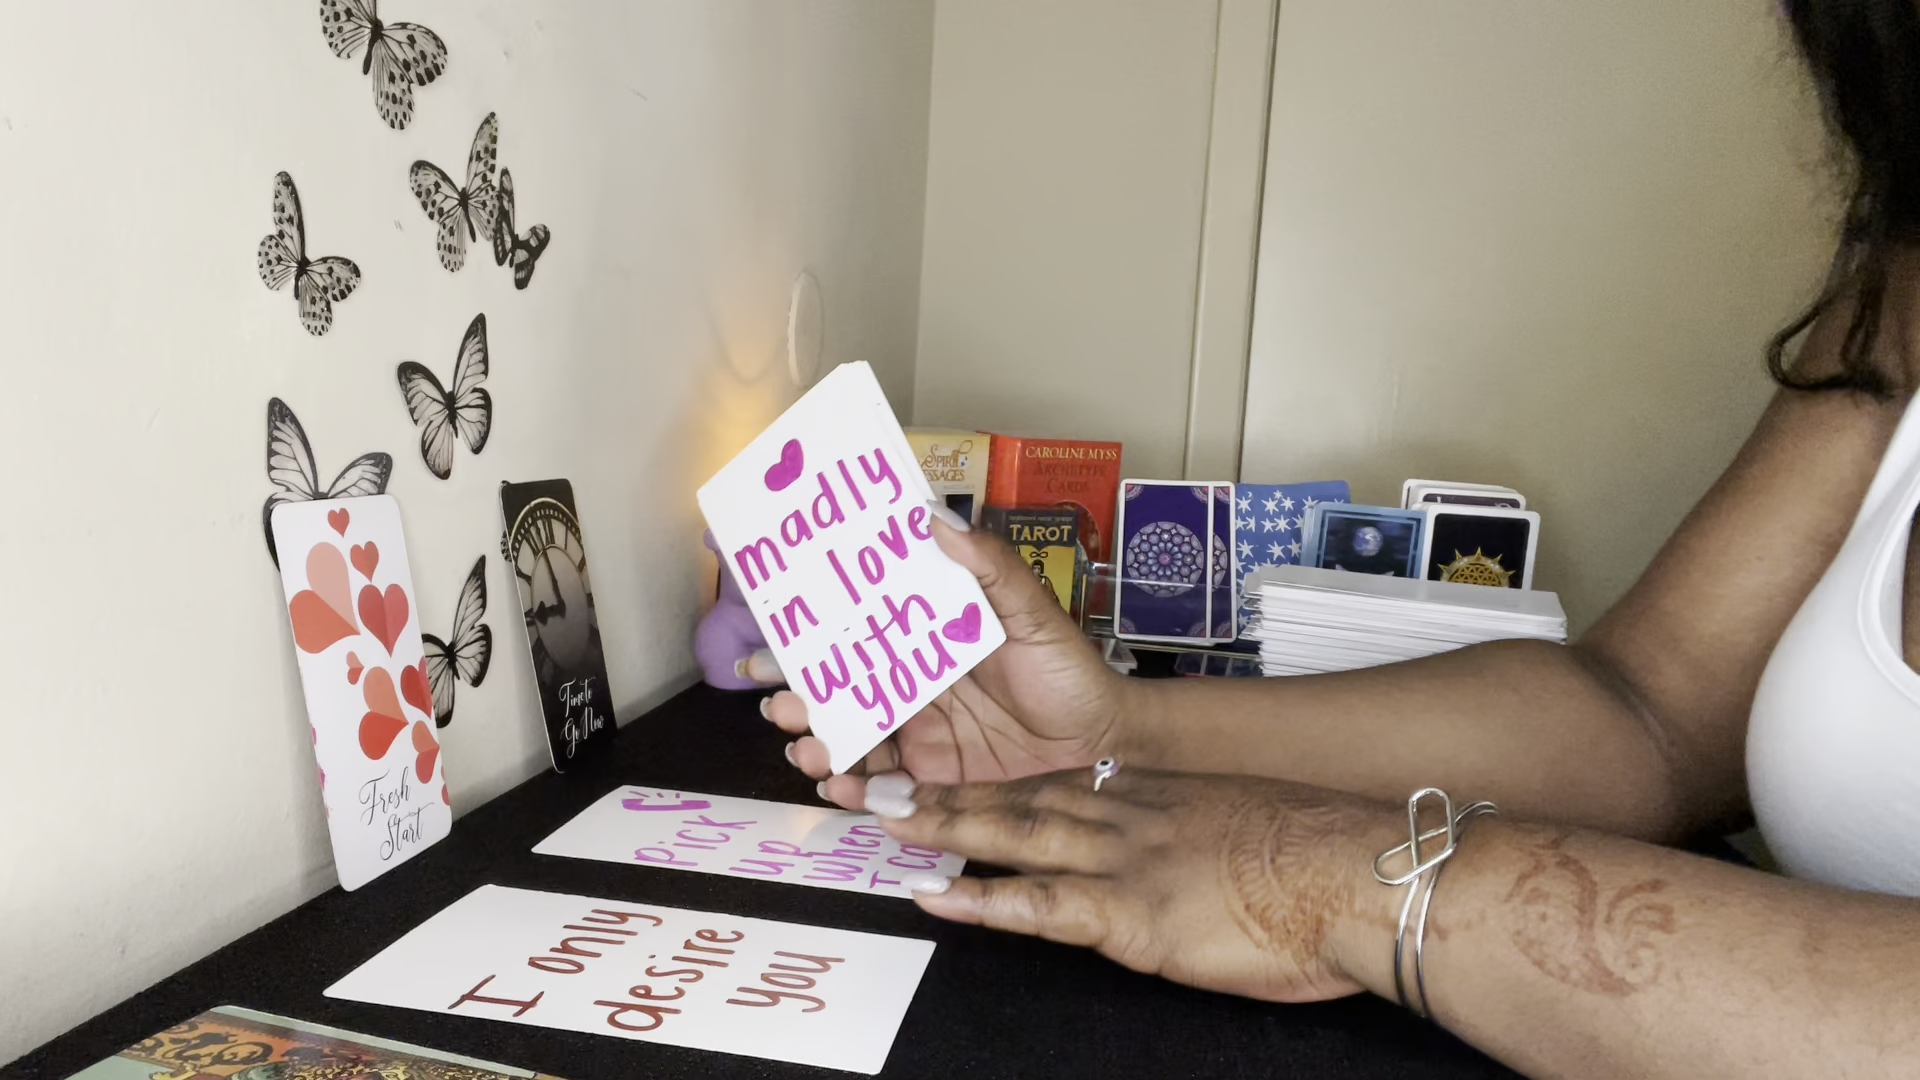 madly
in love
with
you
Fresh
Start
Time to
Go Now
Pick
up
when
I
I only
desire
you
Spirit
CAROLINE MYSS
ARCHETYPE
CARDS
TAROT